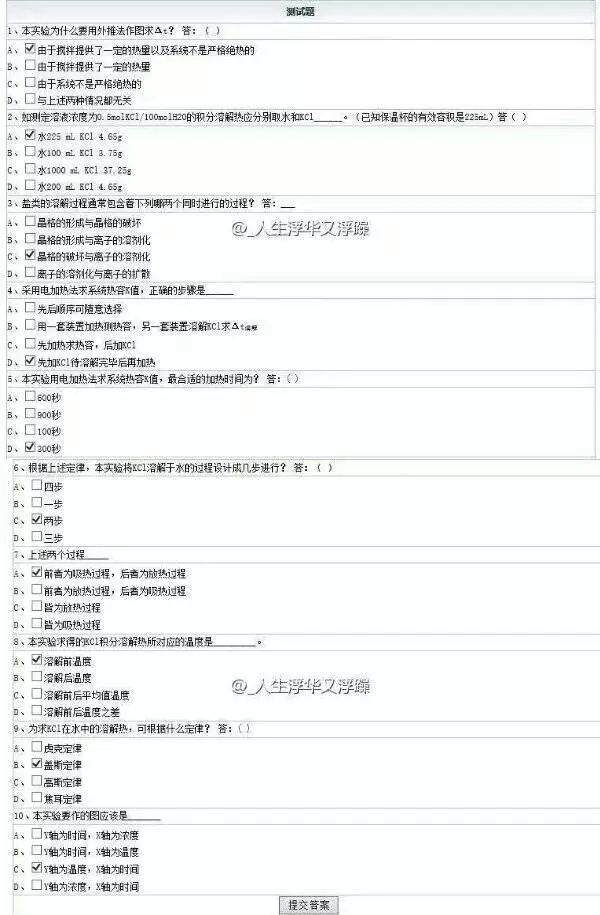 测试题
1、本实验为什么要用外推法作图求Δt? 答:( )
A、由于搅拌提供了一定的热量以及系统不是严格绝热的
B、由于搅拌提供了一定的热量
C、由于系统不是严格绝热的
D、与上述两种情况都无关
2、如测定溶液浓度为0.5molKCl/100molH2O的积分溶解热应分别取水和KCl______。(已知保温杯的有效容积是225mL)答( )
A、水225 mL KCl 4.65g
B、水100 mL KCl 3.75g
C、水1000 mL KCl 37.25g
D、水200 mL KCl 4.65g
3、盐类的溶解过程通常包含着下列哪两个同时进行的过程? 答:___
A、晶格的形成与晶格的破坏
@_人生浮华又浮躁
B、晶格的形成与离子的溶剂化
C、晶格的破坏与离子的溶剂化
D、离子的溶剂化与离子的扩散
4、采用电加热法求系统热容K值,正确的步骤是______
A、先后顺序可随意选择
B、用一套装置加热测热容,另一套装置溶解KCl求Δt溶解
C、先加热求热容,后加KCl
D、先加KCl待溶解完毕后再加热
5、本实验用电加热法求系统热容K值,最合适的加热时间为? 答:( )
A、600秒
B、900秒
C、100秒
D、300秒
6、根据上述定律,本实验将KCl溶解于水的过程设计成几步进行? 答:( )
A、四步
B、一步
C、两步
D、三步
7、上述两个过程_____
A、前者为吸热过程,后者为放热过程
B、前者为放热过程,后者为吸热过程
C、皆为放热过程
D、皆为吸热过程
8、本实验求得的KCl积分溶解热所对应的温度是_________。
A、溶解前温度
B、溶解后温度
@_人生浮华又浮躁
C、溶解前后平均值温度
D、溶解前后温度之差
9、为求KCl在水中的溶解热,可根据什么定律? 答:( )
A、虎克定律
B、盖斯定律
C、高斯定律
D、焦耳定律
10、本实验要作的图应该是_______
A、Y轴为时间,X轴为浓度
B、Y轴为时间,X轴为温度
C、Y轴为温度,X轴为时间
D、Y轴为浓度,X轴为时间
提交答案